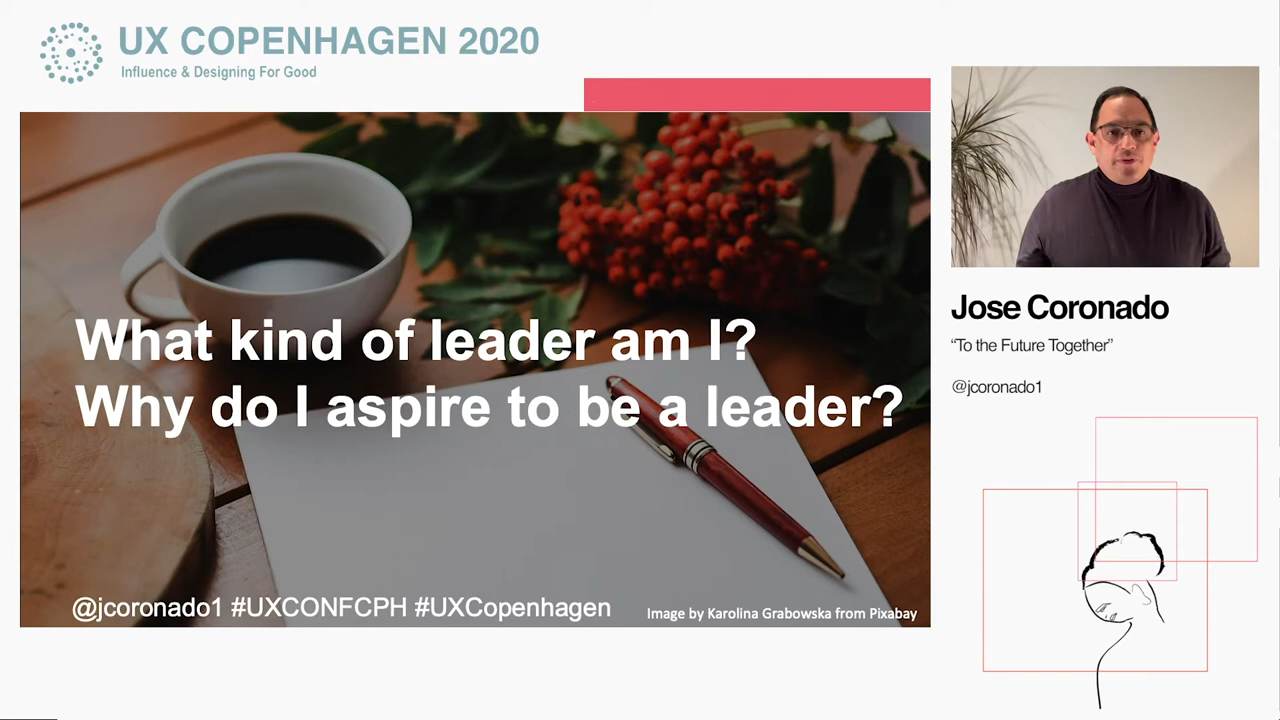 UX COPENHAGEN 2020
Influence & Designing For Good
What kind of leader am I?
Why do I aspire to be a leader?
@jcoronado1 #UXCONFCPH #UXCopenhagen
Image by Karolina Grabowska from Pixabay
Jose Coronado
“To the Future Together”
@jcoronado1